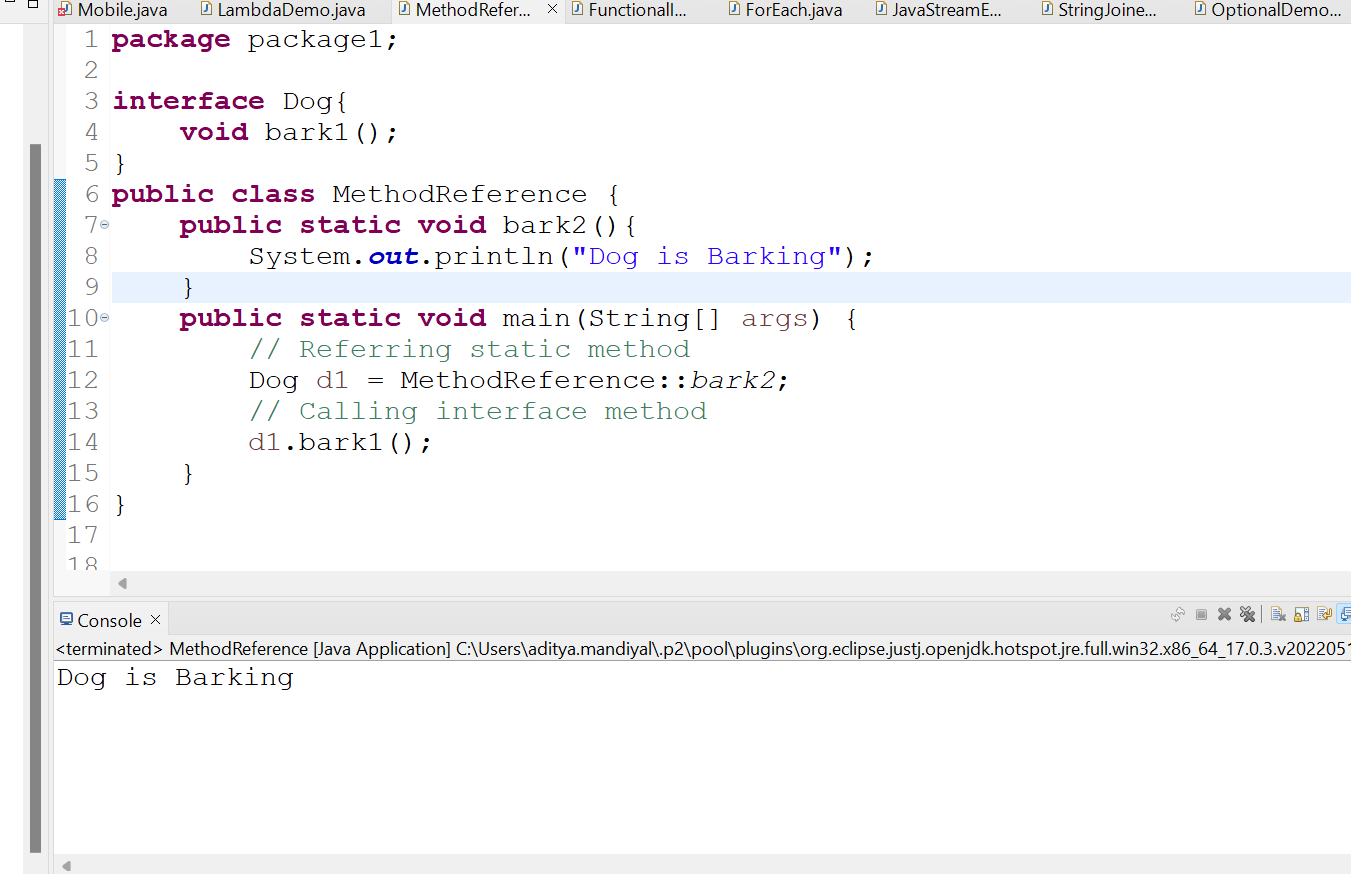 Mobile.java LambdaDemo.java MethodRefer... FunctionalI... ForEach.java JavaStreamE... StringJoine... OptionalDemo...
1 package package1;
2
3 interface Dog{
4     void bark1();
5 }
6 public class MethodReference {
7     public static void bark2(){
8         System.out.println("Dog is Barking");
9     }
10     public static void main(String[] args) {
11         // Referring static method
12         Dog d1 = MethodReference::bark2;
13         // Calling interface method
14         d1.bark1();
15     }
16 }
17
18
Console
<terminated> MethodReference [Java Application] C:\Users\aditya.mandiyal\.p2\pool\plugins\org.eclipse.justj.openjdk.hotspot.jre.full.win32.x86_64_17.0.3.v2022051
Dog is Barking